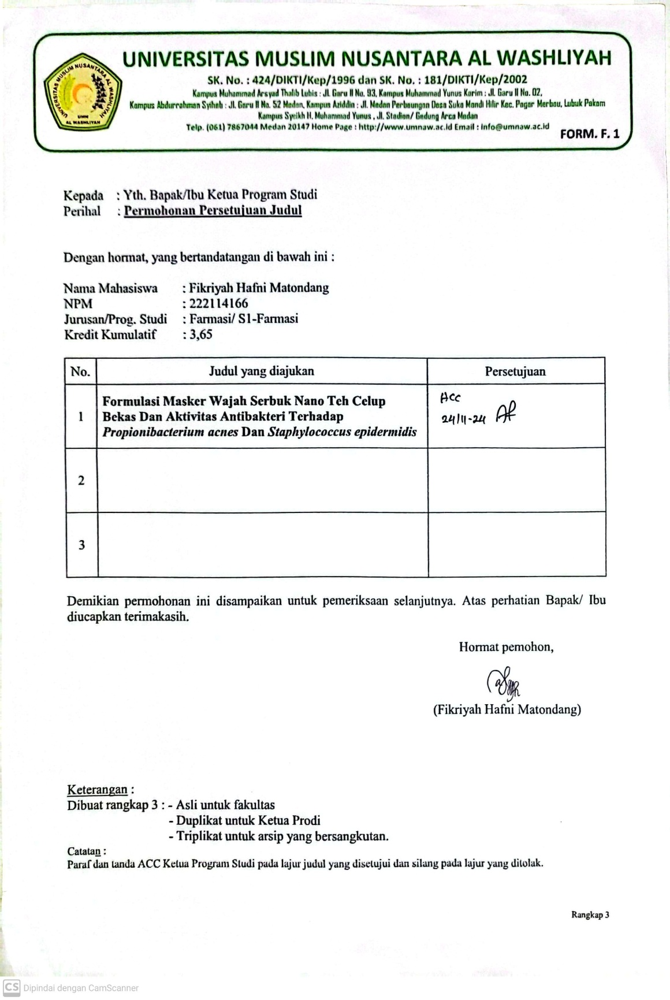 UNIVERSITAS MUSLIM NUSANTARA AL WASHLIYAH
SK. No. : 424/DIKTI/Kep/1996 dan SK. No. : 181/DIKTI/Kep/2002
Kampus Muhammad Arsyad Thalib Lubis : Jl. Garu II No. 93, Kampus Muhammad Yunus Karim : Jl. Garu II No. 02,
Kampus Abdurrahman Syihab : Jl. Garu II No. 52 Medan, Kampus Aziddin : Jl. Medan Perbaungan Desa Suka Mandi Hilir Kec. Pagar Merbau, Lubuk Pakam
Kampus Syeikh H. Muhammad Yunus , Jl. Stadion/ Gedung Arca Medan
Telp. (061) 7867044 Medan 20147 Home Page : http://www.umnaw.ac.id Email : info@umnaw.ac.id
FORM. F. 1
UNIVERSITAS MUSLIM NUSANTARA AL WASHLIYAH
UMN
AL WASHLIYAH
Kepada : Yth. Bapak/Ibu Ketua Program Studi
Perihal : Permohonan Persetujuan Judul
Dengan hormat, yang bertandatangan di bawah ini :
Nama Mahasiswa : Fikriyah Hafni Matondang
NPM : 222114166
Jurusan/Prog. Studi : Farmasi/ S1-Farmasi
Kredit Kumulatif : 3,65
No. Judul yang diajukan Persetujuan
1
Formulasi Masker Wajah Serbuk Nano Teh Celup
Bekas Dan Aktivitas Antibakteri Terhadap
Propionibacterium acnes Dan Staphylococcus epidermidis
ACC
24/11-24
2
3
Demikian permohonan ini disampaikan untuk pemeriksaan selanjutnya. Atas perhatian Bapak/ Ibu
diucapkan terimakasih.
Hormat pemohon,
(Fikriyah Hafni Matondang)
Keterangan :
Dibuat rangkap 3 : - Asli untuk fakultas
- Duplikat untuk Ketua Prodi
- Triplikat untuk arsip yang bersangkutan.
Catatan :
Paraf dan tanda ACC Ketua Program Studi pada lajur judul yang disetujui dan silang pada lajur yang ditolak.
Rangkap 3
CS Dipindai dengan CamScanner